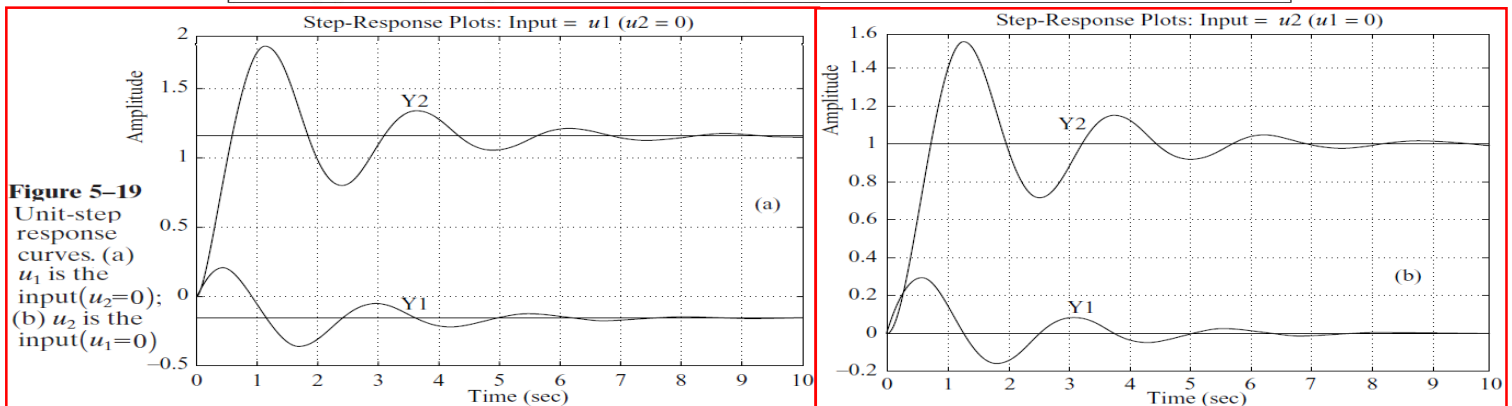 Step-Response Plots: Input = u1 (u2 = 0)
Amplitude
2
1.5
1
0.5
0
–0.5
Y2
Y1
(a)
0 1 2 3 4 5 6 7 8 9 10
Time (sec)
Figure 5–19
Unit-step
response
curves. (a)
u₁ is the
input(u₂=0);
(b) u₂ is the
input(u₁=0)
Step-Response Plots: Input = u2 (u1 = 0)
Amplitude
1.6
1.4
1.2
1
0.8
0.6
0.4
0.2
0
–0.2
Y2
Y1
(b)
0 1 2 3 4 5 6 7 8 9 10
Time (sec)